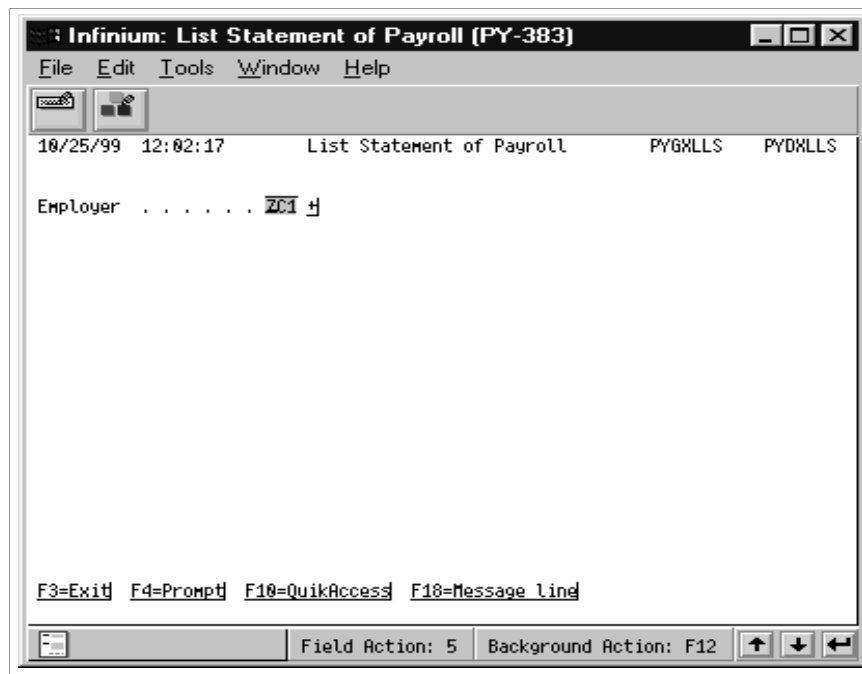 Infinium: List Statement of Payroll (PY-383)
File Edit Tools Window Help
10/25/99 12:02:17 List Statement of Payroll PYGXLLS PYDXLLS
Employer . . . . . . ZC1 +
F3=Exit F4=Prompt F10=QuikAccess F18=Message line
Field Action: 5 Background Action: F12